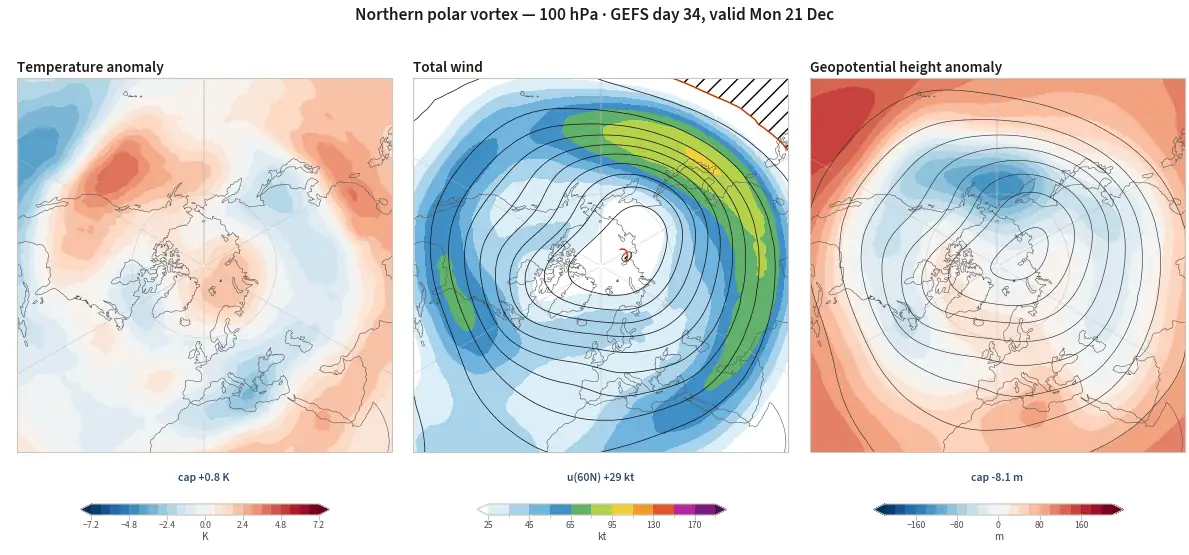 Northern polar vortex — 100 hPa · GEFS day 34, valid Mon 21 Dec
Temperature anomaly
Total wind
Geopotential height anomaly
cap +0.8 K
u(60N) +29 kt
cap -8.1 m
−7.2 −4.8 −2.4 0.0 2.4 4.8 7.2
K
25 45 65 95 130 170
kt
−160 −80 0 80 160
m